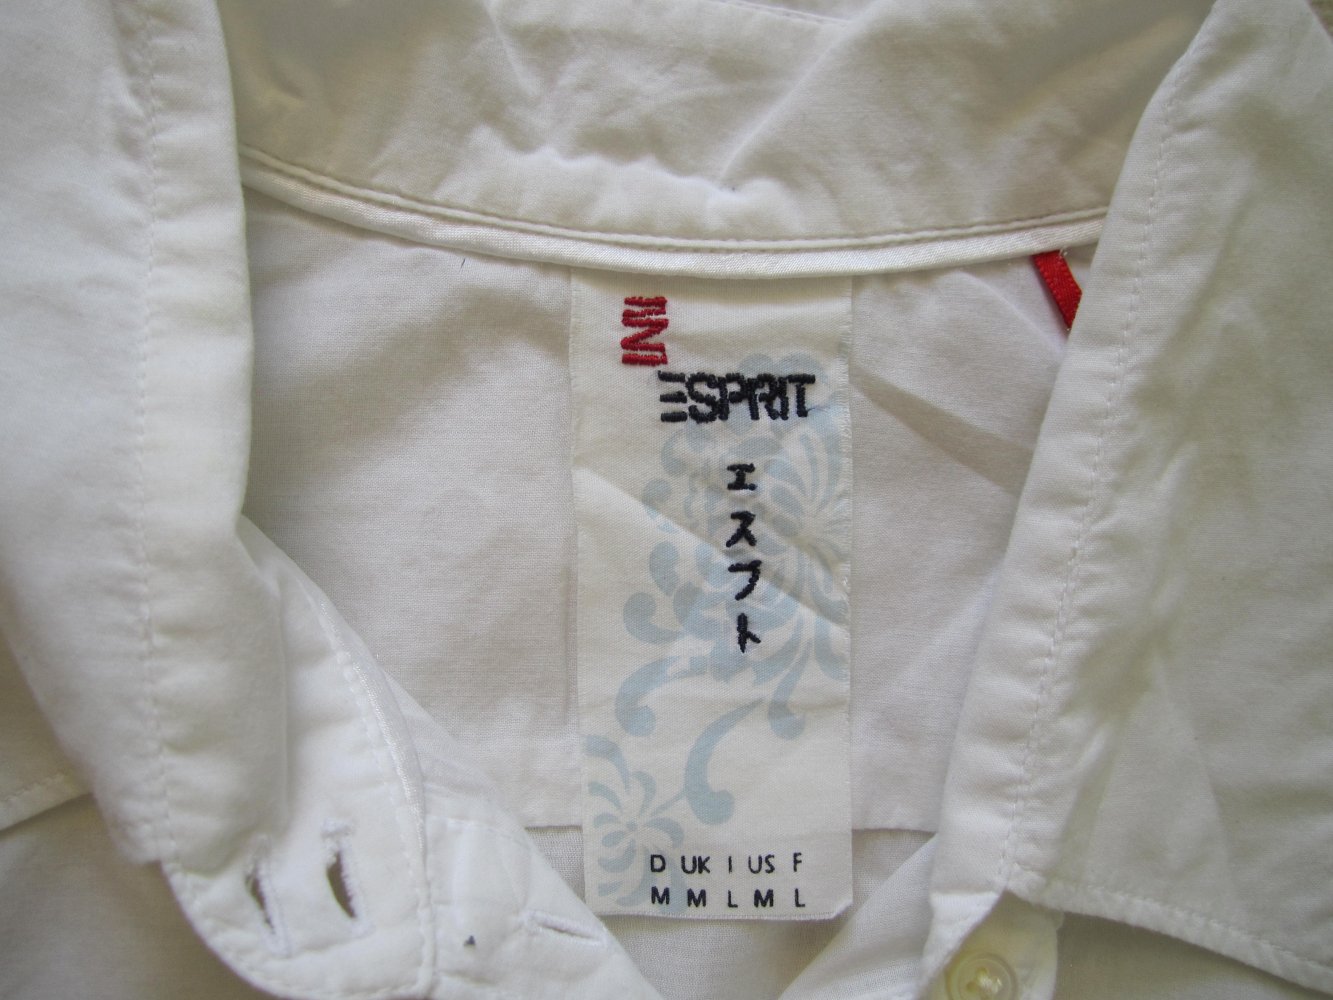 ESPRIT
エスプト
D UK I US F
M M L M L